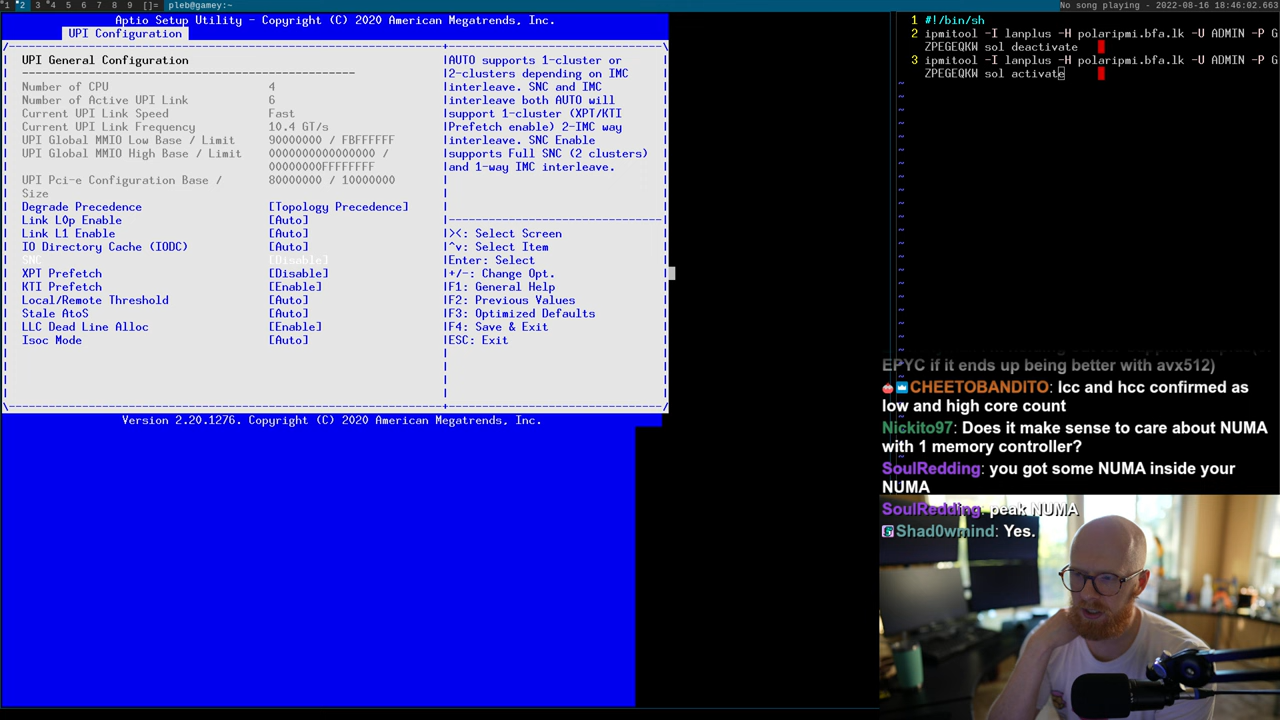 1 2 3 4 5 6 7 8 9 []= pleb@gamey:~ No song playing - 2022-08-16 18:46:02.663
Aptio Setup Utility - Copyright (C) 2020 American Megatrends, Inc.
UPI Configuration
UPI General Configuration
Number of CPU 4
Number of Active UPI Link 6
Current UPI Link Speed Fast
Current UPI Link Frequency 10.4 GT/s
UPI Global MMIO Low Base / Limit 90000000 / FBFFFFFF
UPI Global MMIO High Base / Limit 0000000000000000 /
00000000FFFFFFFF
UPI Pci-e Configuration Base / 80000000 / 10000000
Size
Degrade Precedence [Topology Precedence]
Link L0p Enable [Auto]
Link L1 Enable [Auto]
IO Directory Cache (IODC) [Auto]
SNC [Disable]
XPT Prefetch [Disable]
KTI Prefetch [Enable]
Local/Remote Threshold [Auto]
Stale AtoS [Auto]
LLC Dead Line Alloc [Enable]
Isoc Mode [Auto]
AUTO supports 1-cluster or
2-clusters depending on IMC
interleave. SNC and IMC
interleave both AUTO will
support 1-cluster (XPT/KTI
Prefetch enable) 2-IMC way
interleave. SNC Enable
supports Full SNC (2 clusters)
and 1-way IMC interleave.
><: Select Screen
^v: Select Item
Enter: Select
+/-: Change Opt.
F1: General Help
F2: Previous Values
F3: Optimized Defaults
F4: Save & Exit
ESC: Exit
Version 2.20.1276. Copyright (C) 2020 American Megatrends, Inc.
1 #!/bin/sh
2 ipmitool -I lanplus -H polaripmi.bfa.lk -U ADMIN -P G
ZPEGEQKW sol deactivate
3 ipmitool -I lanplus -H polaripmi.bfa.lk -U ADMIN -P G
ZPEGEQKW sol activate
EPYC if it ends up being better with avx512)
CHEETOBANDITO: lcc and hcc confirmed as
low and high core count
Nickito97: Does it make sense to care about NUMA
with 1 memory controller?
SoulRedding: you got some NUMA inside your
NUMA
SoulRedding: peak NUMA
Shad0wmind: Yes.